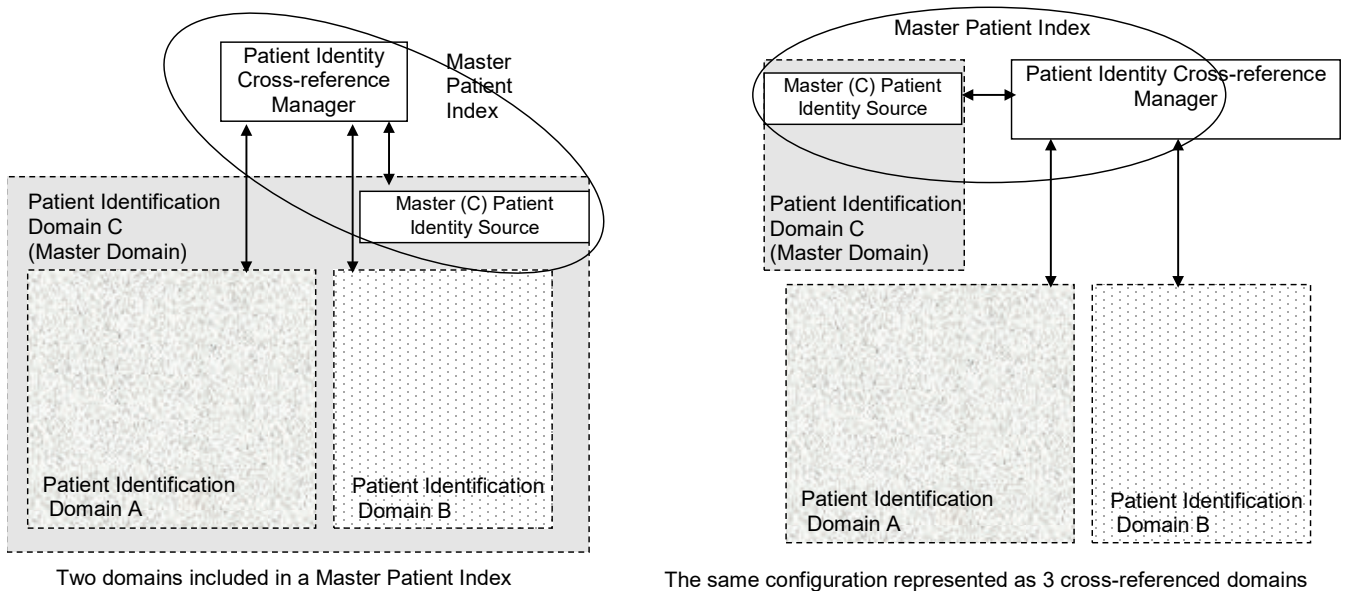 Patient Identity
Cross-reference
Manager
Master
Patient
Index
Patient Identification
Domain C
(Master Domain)
Master (C) Patient
Identity Source
Patient Identification
Domain A
Patient Identification
Domain B
Two domains included in a Master Patient Index
Master Patient Index
Master (C) Patient
Identity Source
Patient Identity Cross-reference
Manager
Patient Identification
Domain C
(Master Domain)
Patient Identification
Domain A
Patient Identification
Domain B
The same configuration represented as 3 cross-referenced domains